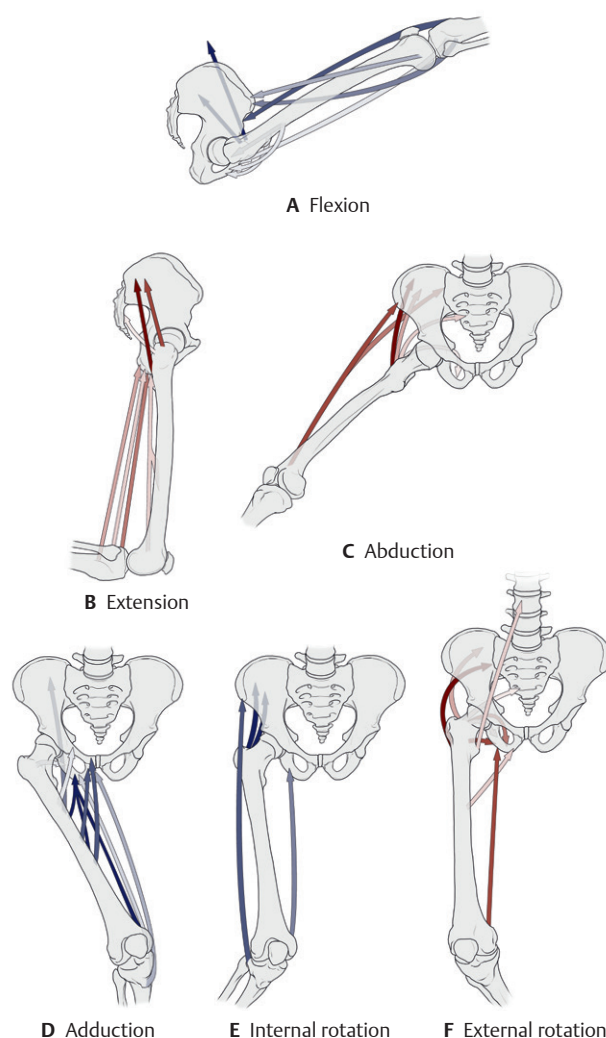 A Flexion
B Extension
C Abduction
D Adduction
E Internal rotation
F External rotation